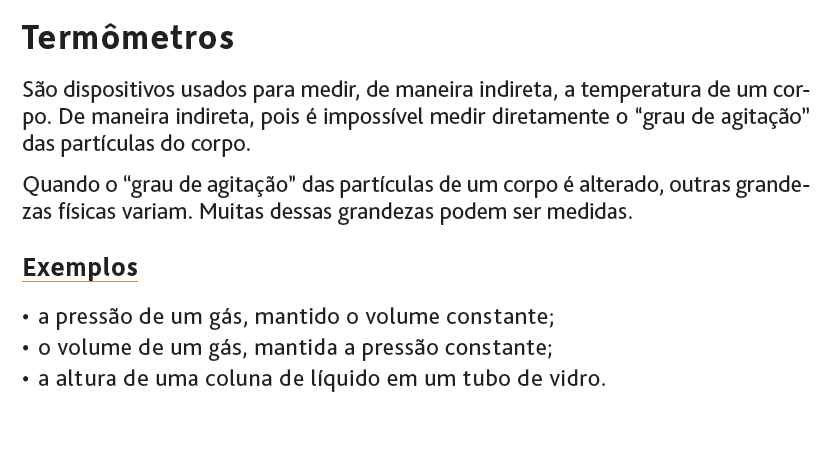 Termômetros
São dispositivos usados para medir, de maneira indireta, a temperatura de um cor-
po. De maneira indireta, pois é impossível medir diretamente o “grau de agitação”
das partículas do corpo.
Quando o “grau de agitação” das partículas de um corpo é alterado, outras grande-
zas físicas variam. Muitas dessas grandezas podem ser medidas.
Exemplos
• a pressão de um gás, mantido o volume constante;
• o volume de um gás, mantida a pressão constante;
• a altura de uma coluna de líquido em um tubo de vidro.